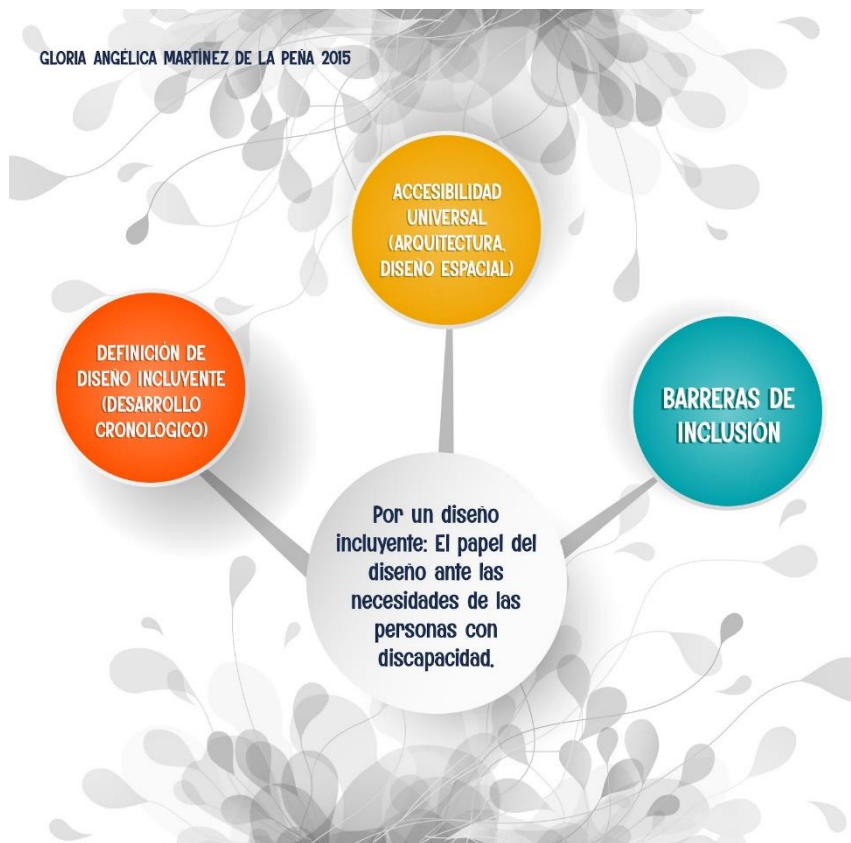 GLORIA ANGÉLICA MARTÍNEZ DE LA PEÑA 2015
ACCESIBILIDAD
UNIVERSAL
(ARQUITECTURA,
DISEÑO ESPACIAL)
DEFINICIÓN DE
DISEÑO INCLUYENTE
(DESARROLLO
CRONOLÓGICO)
BARRERAS DE
INCLUSIÓN
Por un diseño
incluyente: El papel del
diseño ante las
necesidades de las
personas con
discapacidad.